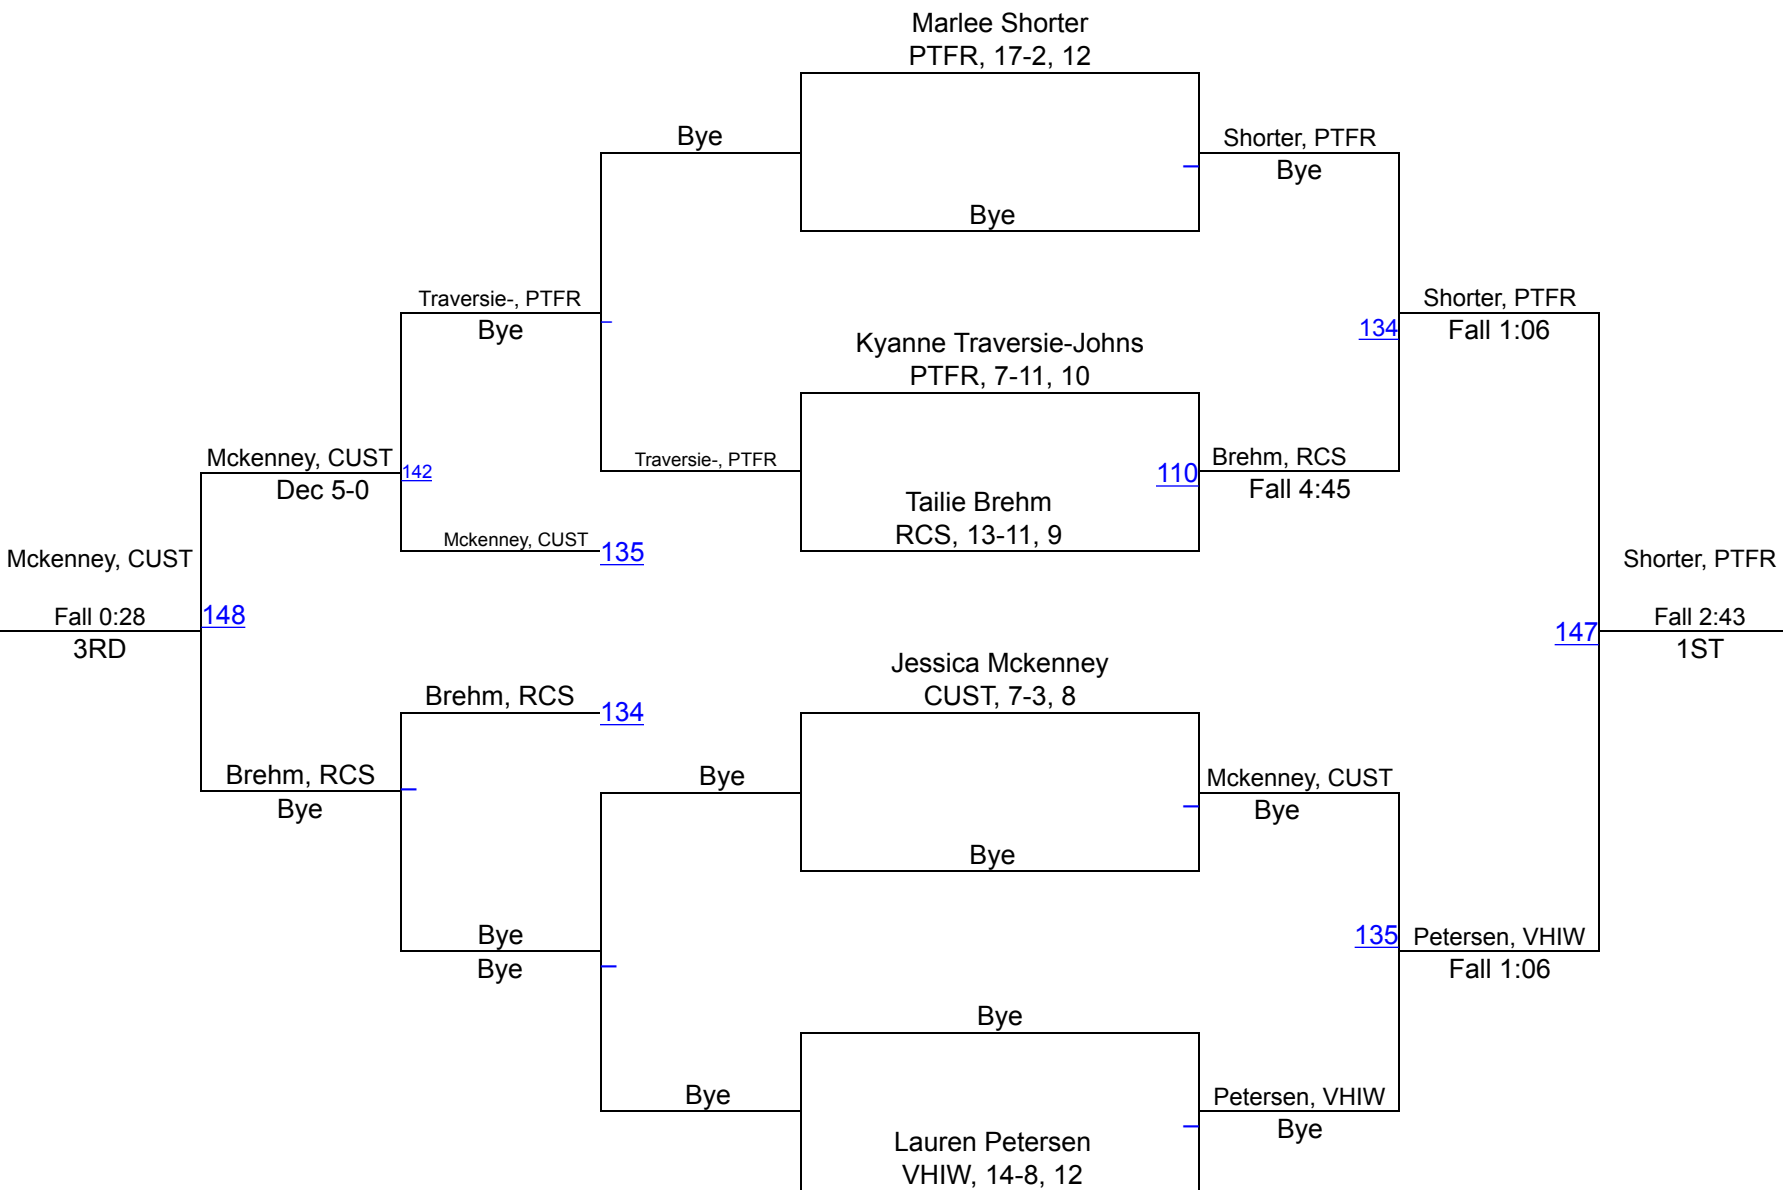 Marlee Shorter
PTFR, 17-2, 12
Bye
Shorter, PTFR
Bye
Bye
Traversie-, PTFR
Bye
Shorter, PTFR
134
Fall 1:06
Kyanne Traversie-Johns
PTFR, 7-11, 10
Mckenney, CUST
142
Dec 5-0
Traversie-, PTFR
110
Brehm, RCS
Fall 4:45
Tailie Brehm
RCS, 13-11, 9
Mckenney, CUST
135
Mckenney, CUST
Fall 0:28
148
3RD
Shorter, PTFR
Fall 2:43
147
1ST
Jessica Mckenney
CUST, 7-3, 8
Brehm, RCS
134
Brehm, RCS
Bye
Bye
Mckenney, CUST
Bye
Bye
Bye
Bye
135
Petersen, VHIW
Fall 1:06
Bye
Bye
Petersen, VHIW
Bye
Lauren Petersen
VHIW, 14-8, 12